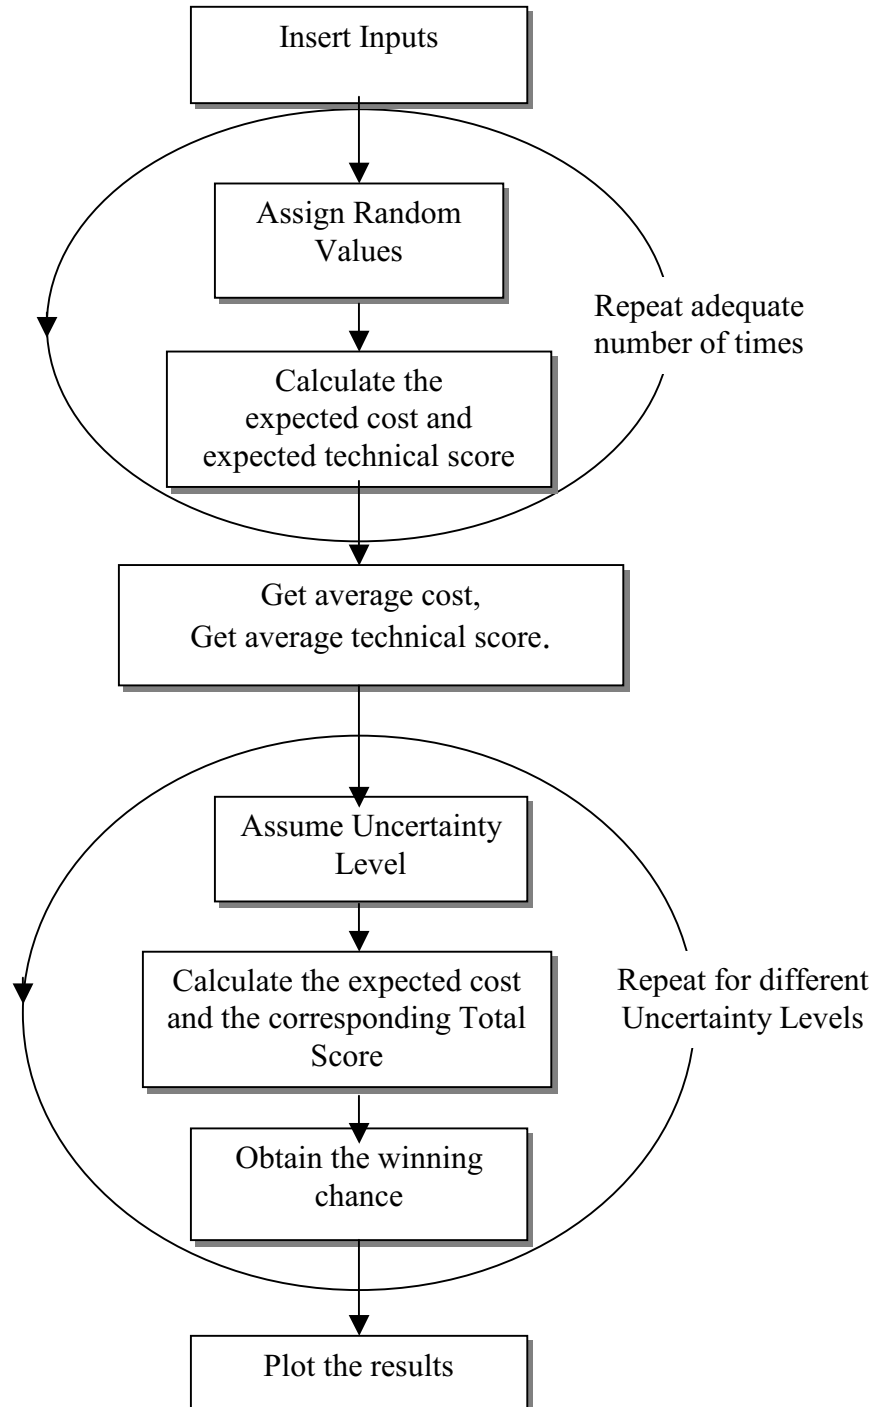 Insert Inputs
Assign Random
Values
Repeat adequate
number of times
Calculate the
expected cost and
expected technical score
Get average cost,
Get average technical score.
Assume Uncertainty
Level
Calculate the expected cost
and the corresponding Total
Score
Repeat for different
Uncertainty Levels
Obtain the winning
chance
Plot the results